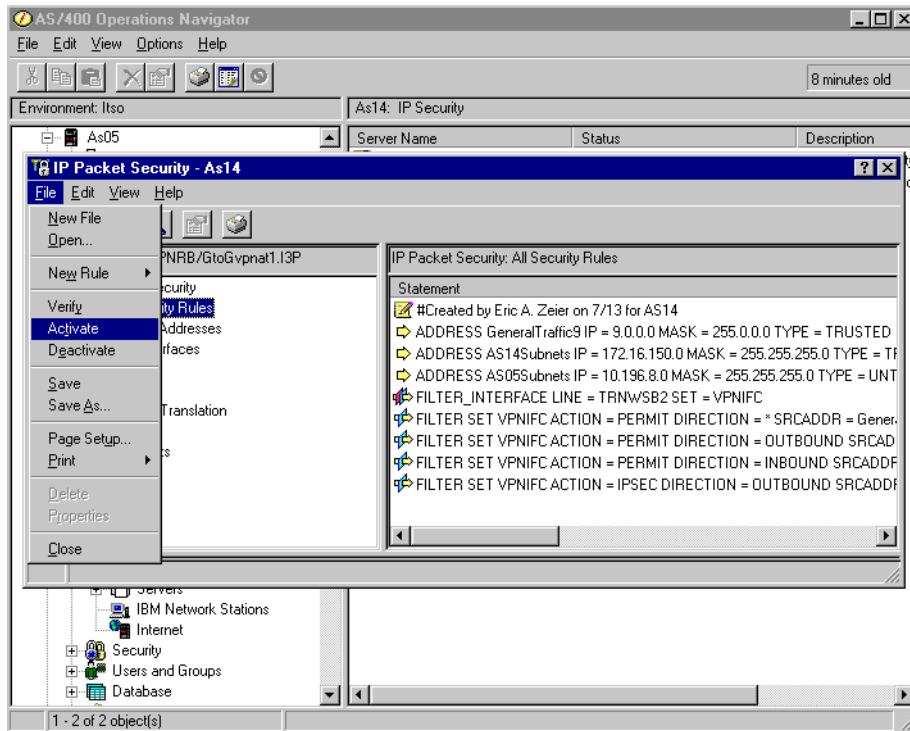 AS/400 Operations Navigator
File Edit View Options Help
8 minutes old
Environment: Itso
As14: IP Security
As05
Server Name Status Description
IP Packet Security - As14
File Edit View Help
New File
Open...
New Rule
Verify
Activate
Deactivate
Save
Save As...
Page Setup...
Print
Delete
Properties
Close
PNRB/GtoGvpnat1.I3P
ecurity
ity Rules
Addresses
rfaces
Translation
ts
IP Packet Security: All Security Rules
Statement
#Created by Eric A. Zeier on 7/13 for AS14
ADDRESS GeneralTraffic9 IP = 9.0.0.0 MASK = 255.0.0.0 TYPE = TRUSTED
ADDRESS AS14Subnets IP = 172.16.150.0 MASK = 255.255.255.0 TYPE = TR
ADDRESS AS05Subnets IP = 10.196.8.0 MASK = 255.255.255.0 TYPE = UNT
FILTER_INTERFACE LINE = TRNWSB2 SET = VPNIFC
FILTER SET VPNIFC ACTION = PERMIT DIRECTION = * SRCADDR = Gener
FILTER SET VPNIFC ACTION = PERMIT DIRECTION = OUTBOUND SRCAD
FILTER SET VPNIFC ACTION = PERMIT DIRECTION = INBOUND SRCADDR
FILTER SET VPNIFC ACTION = IPSEC DIRECTION = OUTBOUND SRCADDR
Servers
IBM Network Stations
Internet
Security
Users and Groups
Database
1 - 2 of 2 object(s)